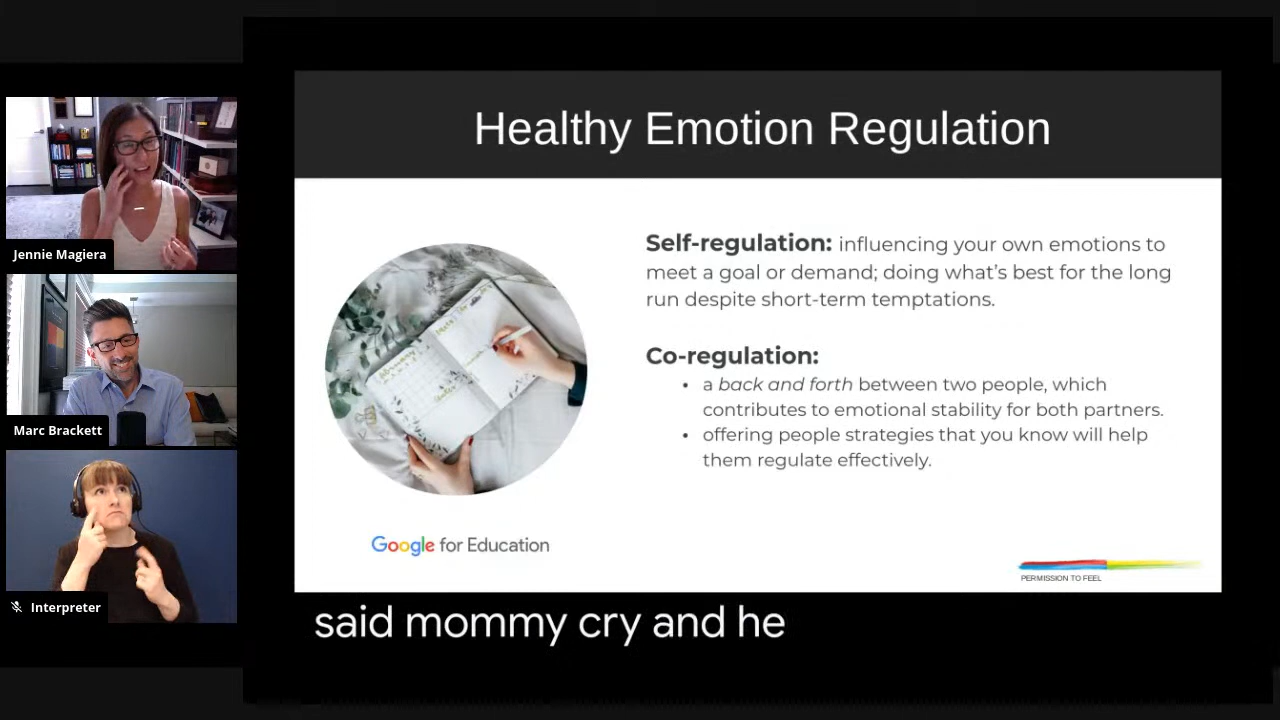 Healthy Emotion Regulation
Self-regulation: influencing your own emotions to
meet a goal or demand; doing what's best for the long
run despite short-term temptations.
Co-regulation:
• a back and forth between two people, which
contributes to emotional stability for both partners.
• offering people strategies that you know will help
them regulate effectively.
Google for Education
PERMISSION TO FEEL
Jennie Magiera
Marc Brackett
Interpreter
said mommy cry and he